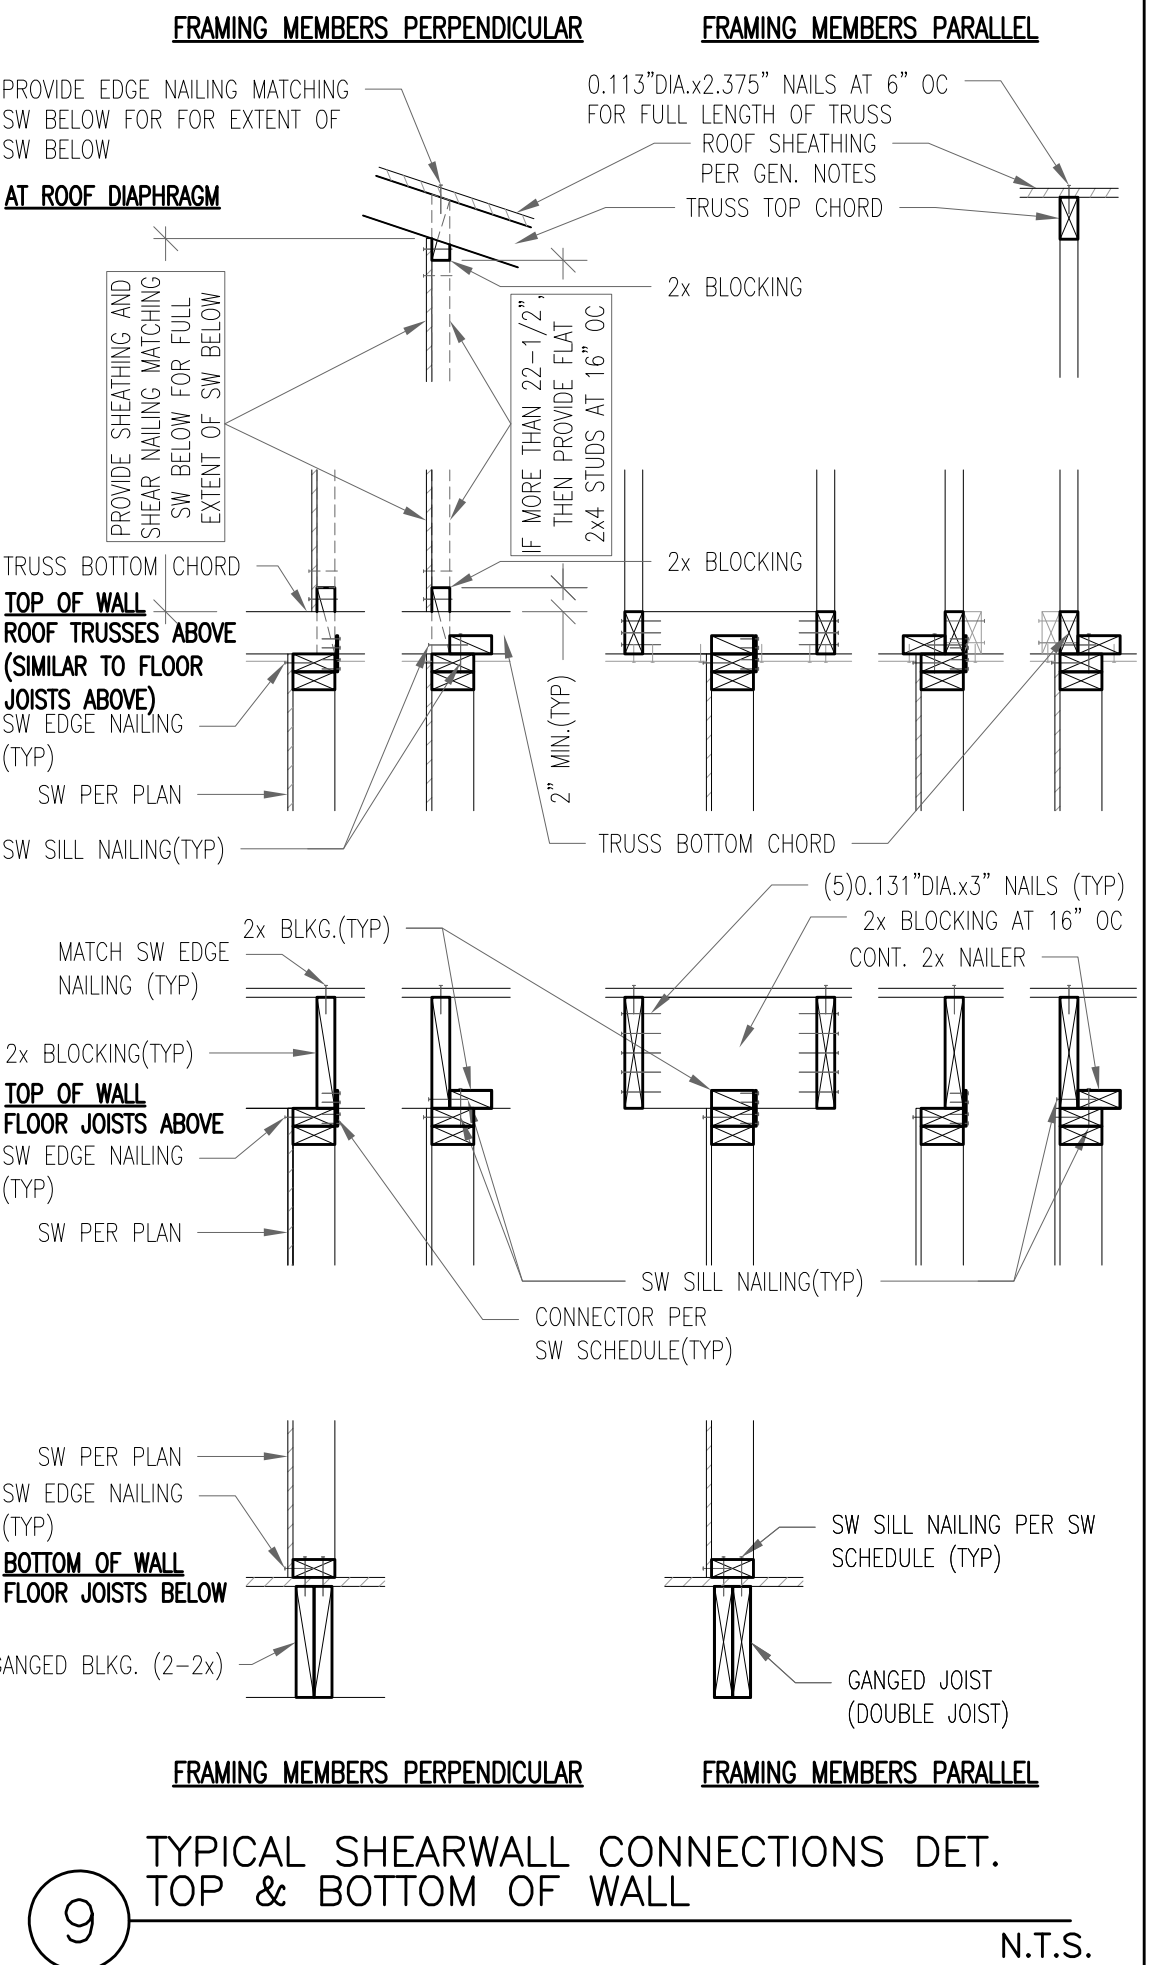 FRAMING MEMBERS PERPENDICULAR
FRAMING MEMBERS PARALLEL
PROVIDE EDGE NAILING MATCHING
SW BELOW FOR FOR EXTENT OF
SW BELOW
0.113"DIA.x2.375" NAILS AT 6" OC
FOR FULL LENGTH OF TRUSS
ROOF SHEATHING
PER GEN. NOTES
AT ROOF DIAPHRAGM
TRUSS TOP CHORD
2x BLOCKING
PROVIDE SHEATHING AND
SHEAR NAILING MATCHING
SW BELOW FOR FULL
EXTENT OF SW BELOW
IF MORE THAN 22-1/2",
THEN PROVIDE FLAT
2x4 STUDS AT 16" OC
TRUSS BOTTOM CHORD
2x BLOCKING
TOP OF WALL
ROOF TRUSSES ABOVE
(SIMILAR TO FLOOR
JOISTS ABOVE)
SW EDGE NAILING
(TYP)
2" MIN.(TYP)
SW PER PLAN
SW SILL NAILING(TYP)
TRUSS BOTTOM CHORD
(5)0.131"DIA.x3" NAILS (TYP)
2x BLKG.(TYP)
2x BLOCKING AT 16" OC
MATCH SW EDGE
NAILING (TYP)
CONT. 2x NAILER
2x BLOCKING(TYP)
TOP OF WALL
FLOOR JOISTS ABOVE
SW EDGE NAILING
(TYP)
SW PER PLAN
SW SILL NAILING(TYP)
CONNECTOR PER
SW SCHEDULE(TYP)
SW PER PLAN
SW EDGE NAILING
(TYP)
SW SILL NAILING PER SW
SCHEDULE (TYP)
BOTTOM OF WALL
FLOOR JOISTS BELOW
GANGED BLKG. (2-2x)
GANGED JOIST
(DOUBLE JOIST)
FRAMING MEMBERS PERPENDICULAR
FRAMING MEMBERS PARALLEL
TYPICAL SHEARWALL CONNECTIONS DET.
TOP & BOTTOM OF WALL
9
N.T.S.